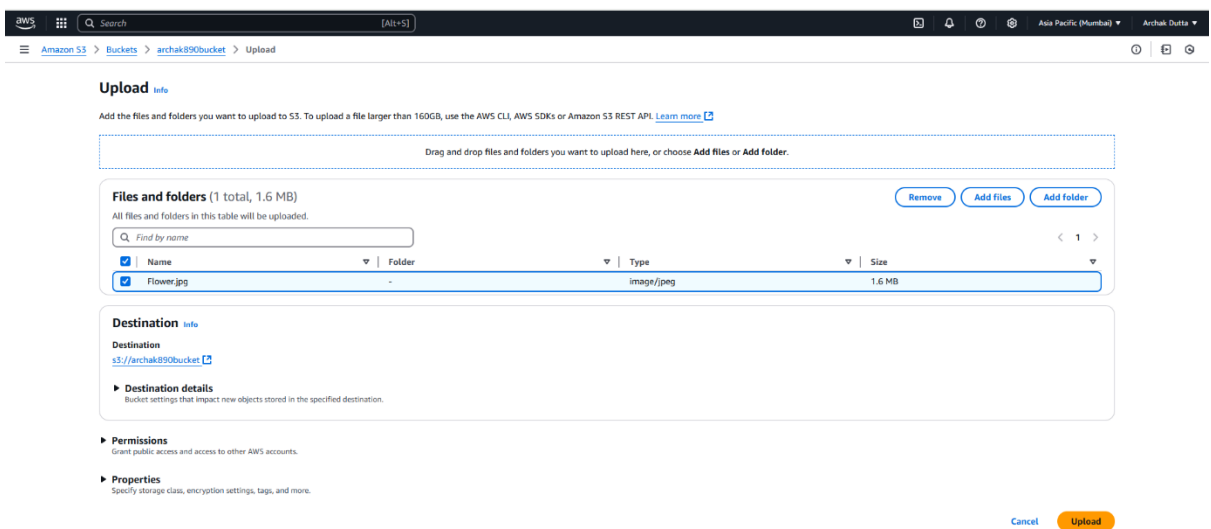 aws
Search [Alt+S]
Asia Pacific (Mumbai) Archak Dutta
Amazon S3 > Buckets > archak890bucket > Upload
Upload Info
Add the files and folders you want to upload to S3. To upload a file larger than 160GB, use the AWS CLI, AWS SDKs or Amazon S3 REST API. Learn more
Drag and drop files and folders you want to upload here, or choose Add files or Add folder.
Files and folders (1 total, 1.6 MB)
Remove Add files Add folder
All files and folders in this table will be uploaded.
Find by name
< 1 >
Name Folder Type Size
Flower.jpg - image/jpeg 1.6 MB
Destination Info
Destination
s3://archak890bucket
Destination details
Bucket settings that impact new objects stored in the specified destination.
Permissions
Grant public access and access to other AWS accounts.
Properties
Specify storage class, encryption settings, tags, and more.
Cancel Upload